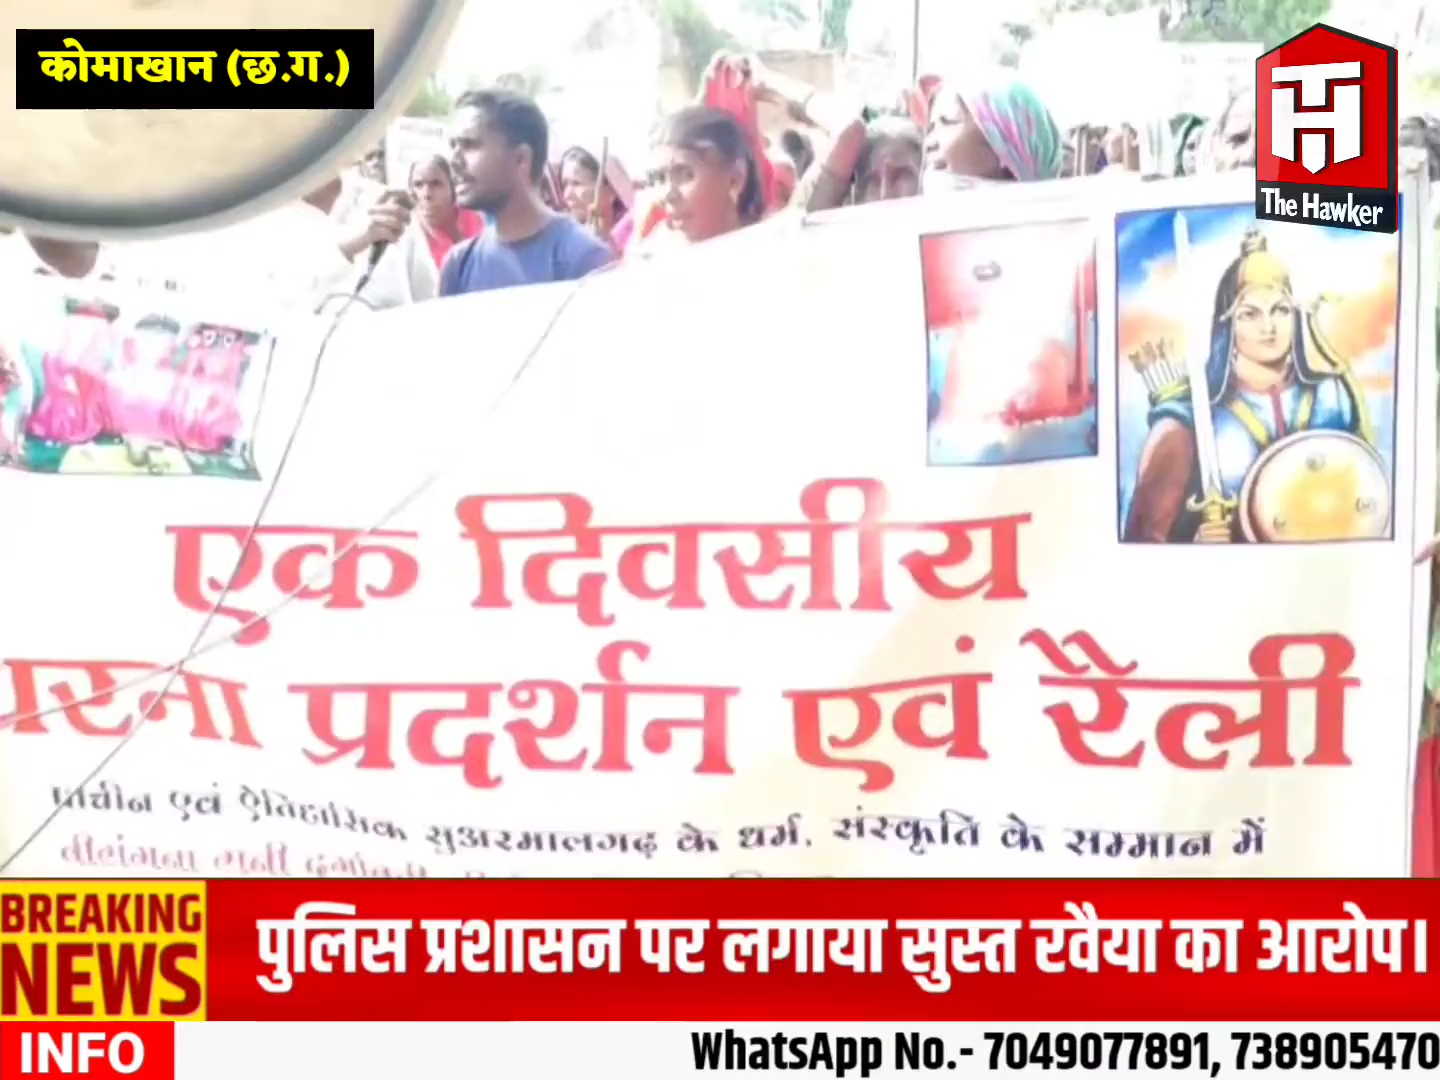 कोमाखान (छ.ग.)
The Hawker
एक दिवसीय
धरना प्रदर्शन एवं रैली
प्राचीन एवं ऐतिहासिक सुअरमालगढ़ के धर्म, संस्कृति के सम्मान में
BREAKING
NEWS
पुलिस प्रशासन पर लगाया सुस्त रवैया का आरोप।
INFO
WhatsApp No.- 7049077891, 738905470